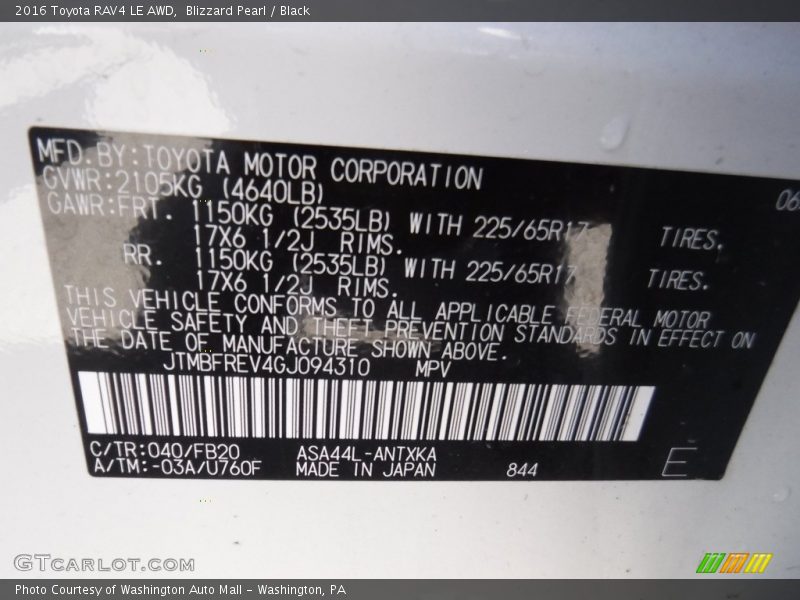 2016 Toyota RAV4 LE AWD,  Blizzard Pearl / Black
MFD. BY: TOYOTA MOTOR CORPORATION
06
GVWR: 2105KG (4640LB)
GAWR: FRT. 1150KG (2535LB) WITH 225/65R17 TIRES.
17X6 1/2J RIMS.
RR. 1150KG (2535LB) WITH 225/65R17 TIRES.
17X6 1/2J RIMS.
THIS VEHICLE CONFORMS TO ALL APPLICABLE FEDERAL MOTOR
VEHICLE SAFETY AND THEFT PREVENTION STANDARDS IN EFFECT ON
THE DATE OF MANUFACTURE SHOWN ABOVE.
JTMBFREV4GJ094310 MPV
C/TR: 040/FB20 ASA44L-ANTXKA
A/TM: -03A/U760F MADE IN JAPAN 844 E
GTCARLOT.COM
Photo Courtesy of Washington Auto Mall - Washington, PA